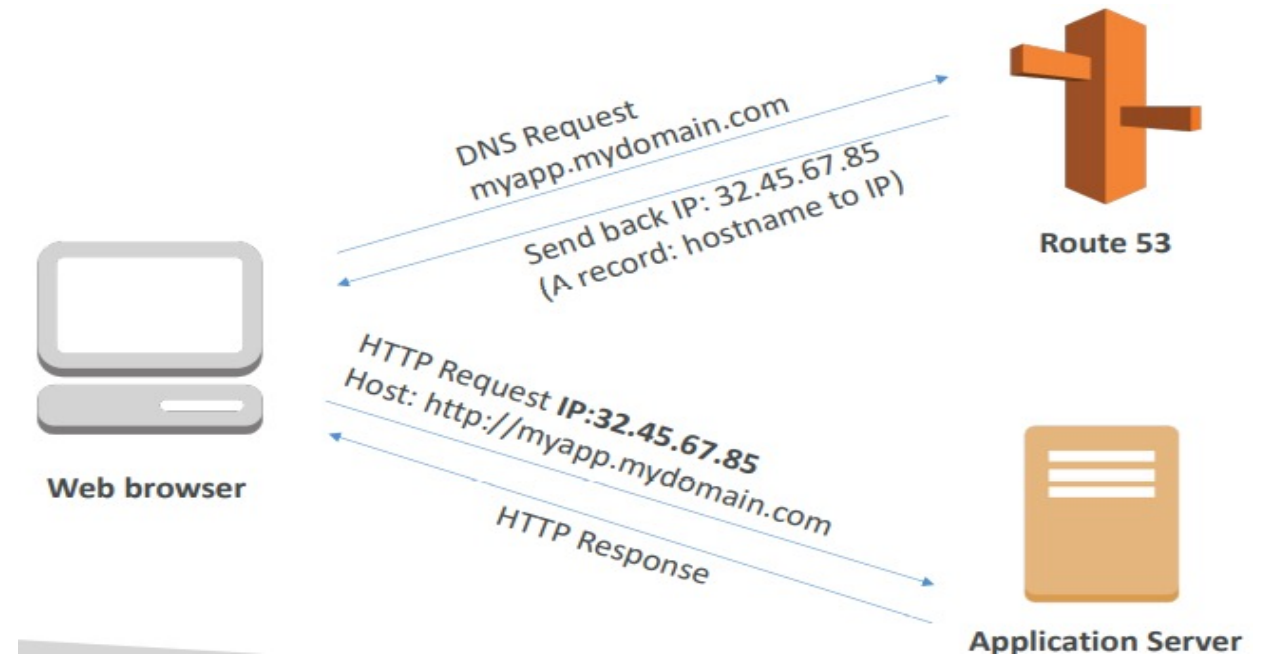 DNS Request
myapp.mydomain.com
Send back IP: 32.45.67.85
(A record: hostname to IP)
Route 53
HTTP Request IP:32.45.67.85
Host: http://myapp.mydomain.com
HTTP Response
Web browser
Application Server